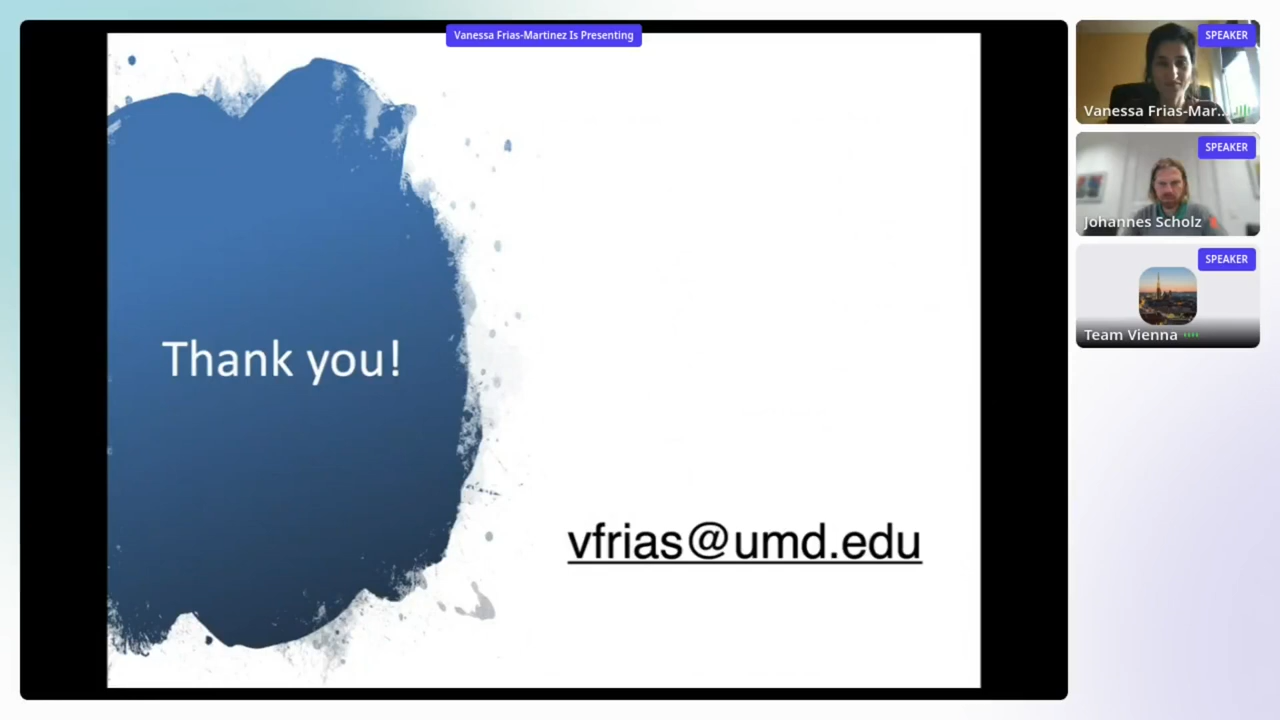 Vanessa Frias-Martinez Is Presenting
SPEAKER
Vanessa Frias-Mar...
SPEAKER
Johannes Scholz
SPEAKER
Team Vienna
Thank you!
vfrias@umd.edu